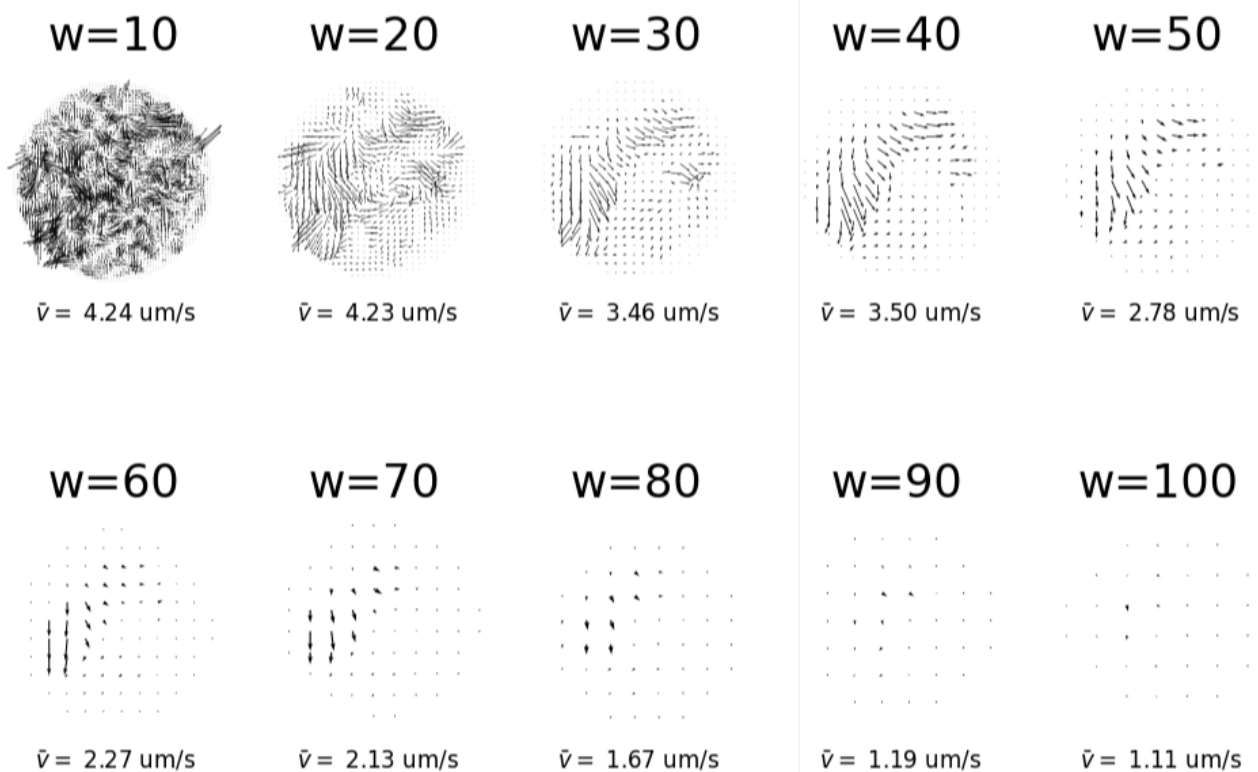 w=10 w=20 w=30 w=40 w=50
v̄ = 4.24 um/s v̄ = 4.23 um/s v̄ = 3.46 um/s v̄ = 3.50 um/s v̄ = 2.78 um/s
w=60 w=70 w=80 w=90 w=100
v̄ = 2.27 um/s v̄ = 2.13 um/s v̄ = 1.67 um/s v̄ = 1.19 um/s v̄ = 1.11 um/s